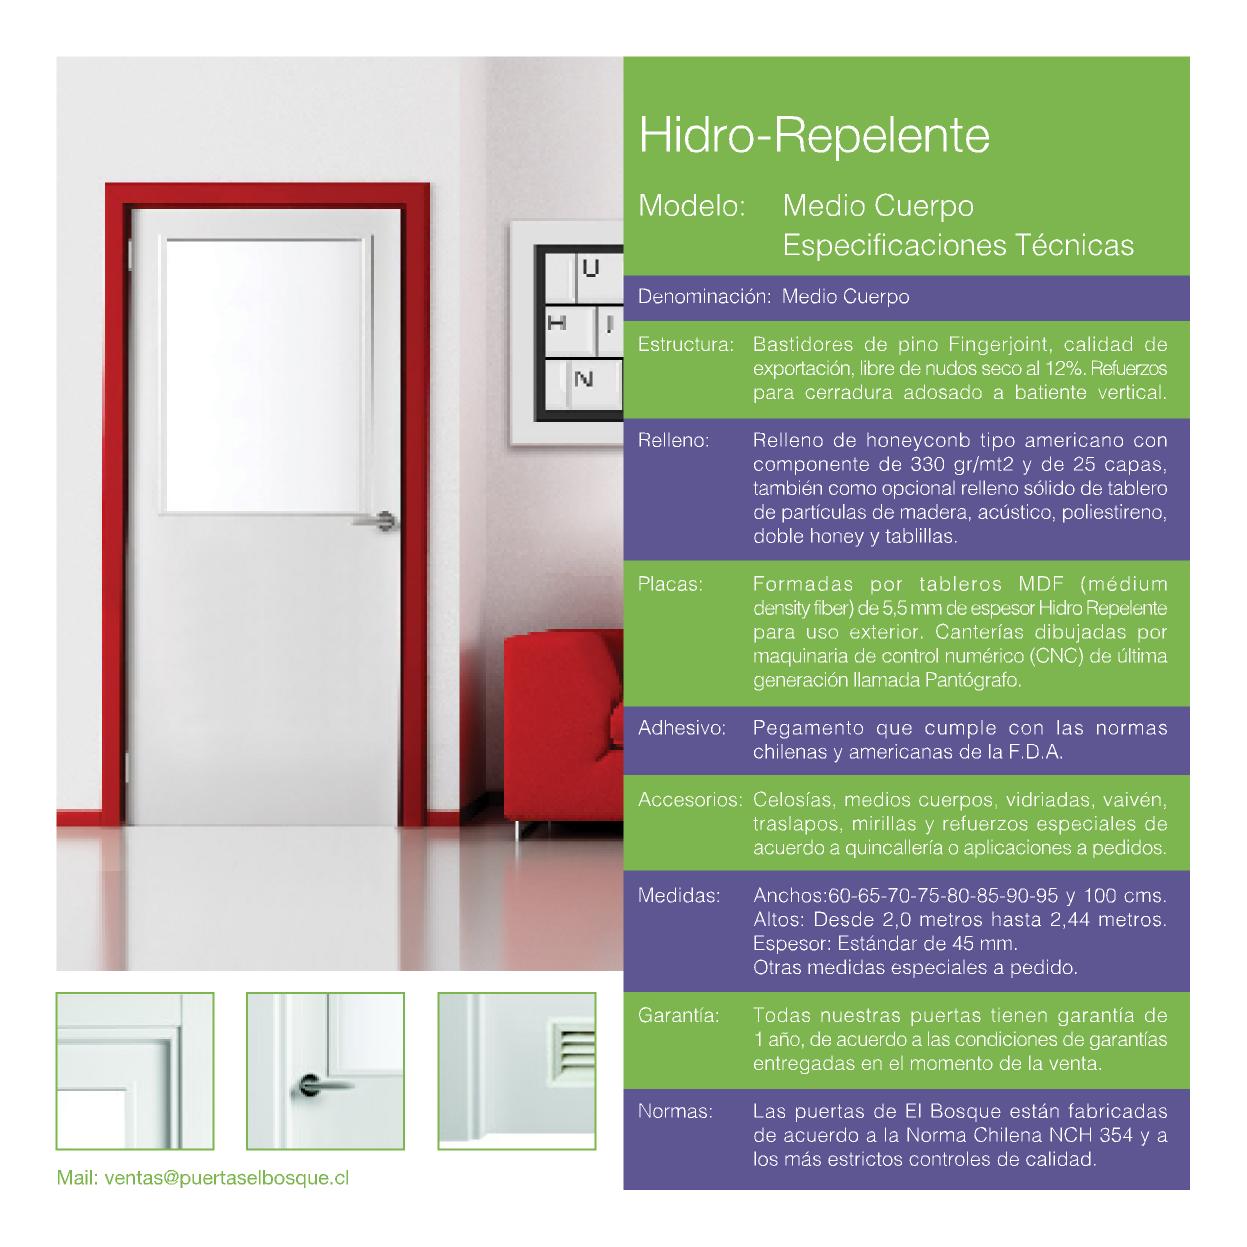 Hidro-Repelente
Modelo: Medio Cuerpo
Especificaciones Técnicas
Denominación: Medio Cuerpo
Estructura: Bastidores de pino Fingerjoint, calidad de
exportación, libre de nudos seco al 12%. Refuerzos
para cerradura adosado a batiente vertical.
Relleno: Relleno de honeyconb tipo americano con
componente de 330 gr/mt2 y de 25 capas,
también como opcional relleno sólido de tablero
de partículas de madera, acústico, poliestireno,
doble honey y tablillas.
Placas: Formadas por tableros MDF (médium
density fiber) de 5,5 mm de espesor Hidro Repelente
para uso exterior. Canterías dibujadas por
maquinaria de control numérico (CNC) de última
generación llamada Pantógrafo.
Adhesivo: Pegamento que cumple con las normas
chilenas y americanas de la F.D.A.
Accesorios: Celosías, medios cuerpos, vidriadas, vaivén,
traslapos, mirillas y refuerzos especiales de
acuerdo a quincallería o aplicaciones a pedidos.
Medidas: Anchos:60-65-70-75-80-85-90-95 y 100 cms.
Altos: Desde 2,0 metros hasta 2,44 metros.
Espesor: Estándar de 45 mm.
Otras medidas especiales a pedido.
Garantía: Todas nuestras puertas tienen garantía de
1 año, de acuerdo a las condiciones de garantías
entregadas en el momento de la venta.
Normas: Las puertas de El Bosque están fabricadas
de acuerdo a la Norma Chilena NCH 354 y a
los más estrictos controles de calidad.
U
H I
N
Mail: ventas@puertaselbosque.cl